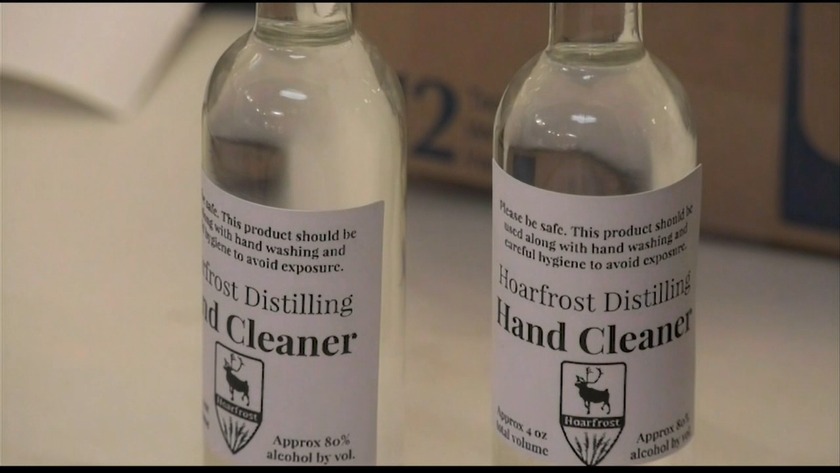 12
safe. This product should be
along with hand washing and
hygiene to avoid exposure.
Distilling
Cleaner
Hoarfrost
Approx 80%
alcohol by vol.
Please be safe. This product should be
used along with hand washing and
careful hygiene to avoid exposure.
Hoarfrost Distilling
Hand Cleaner
Hoarfrost
Approx 4 oz
total volume
Approx 80%
alcohol by vol.